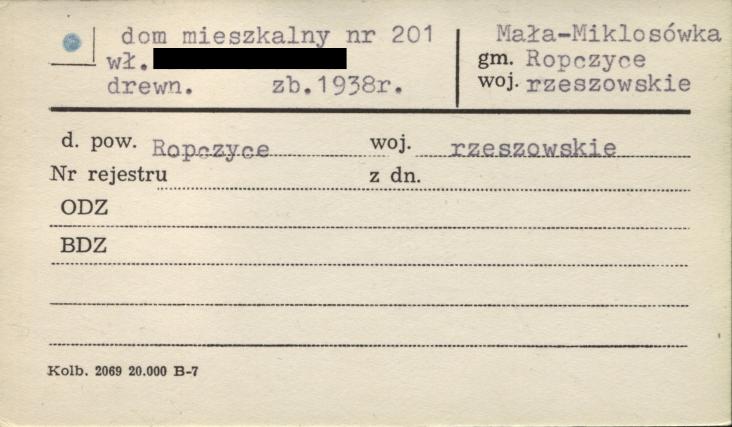 dom mieszkalny nr 201
wł.
drewn. zb.1938r.
Mała-Miklosówka
gm. Ropczyce
woj. rzeszowskie
d. pow. Ropczyce woj. rzeszowskie
Nr rejestru z dn.
ODZ
BDZ
Kolb. 2069 20.000 B-7